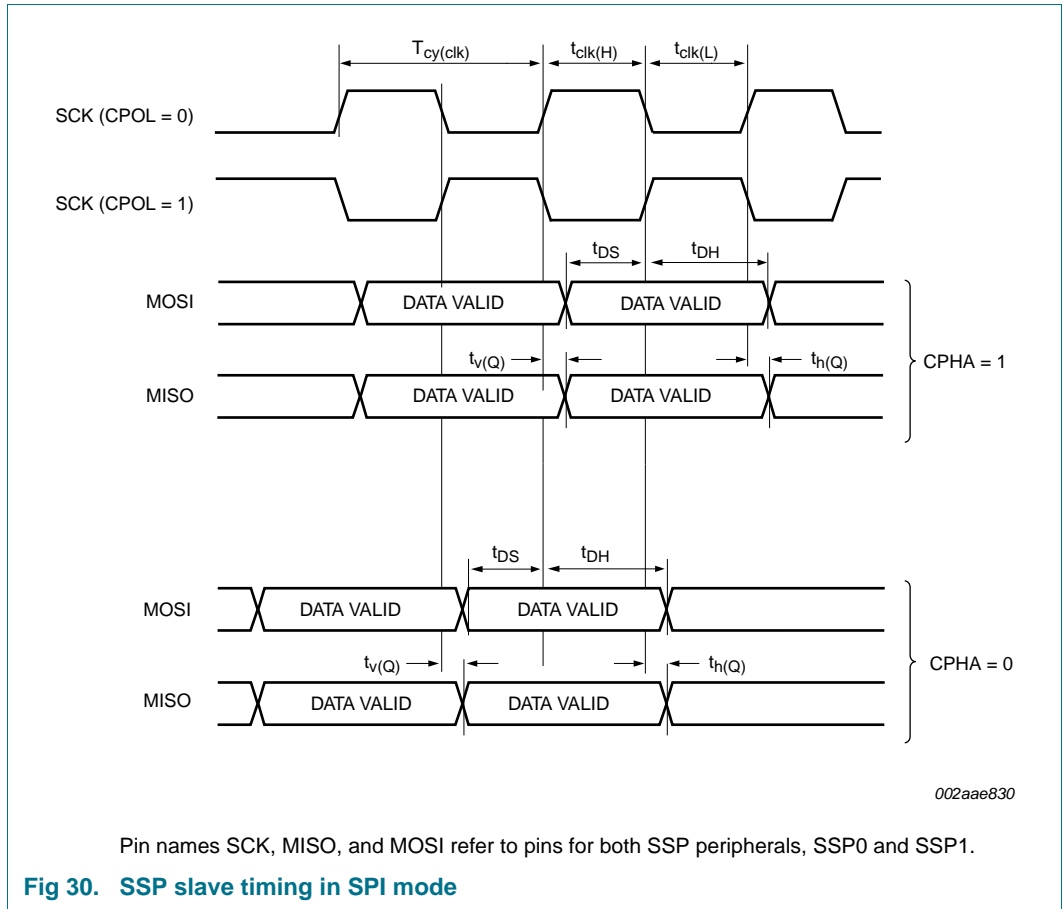 Tcy(clk) tclk(H) tclk(L)
SCK (CPOL = 0)
SCK (CPOL = 1)
tDS tDH
MOSI DATA VALID DATA VALID
tv(Q) th(Q) CPHA = 1
MISO DATA VALID DATA VALID
tDS tDH
MOSI DATA VALID DATA VALID
tv(Q) th(Q) CPHA = 0
MISO DATA VALID DATA VALID
002aae830
Pin names SCK, MISO, and MOSI refer to pins for both SSP peripherals, SSP0 and SSP1.
Fig 30. SSP slave timing in SPI mode